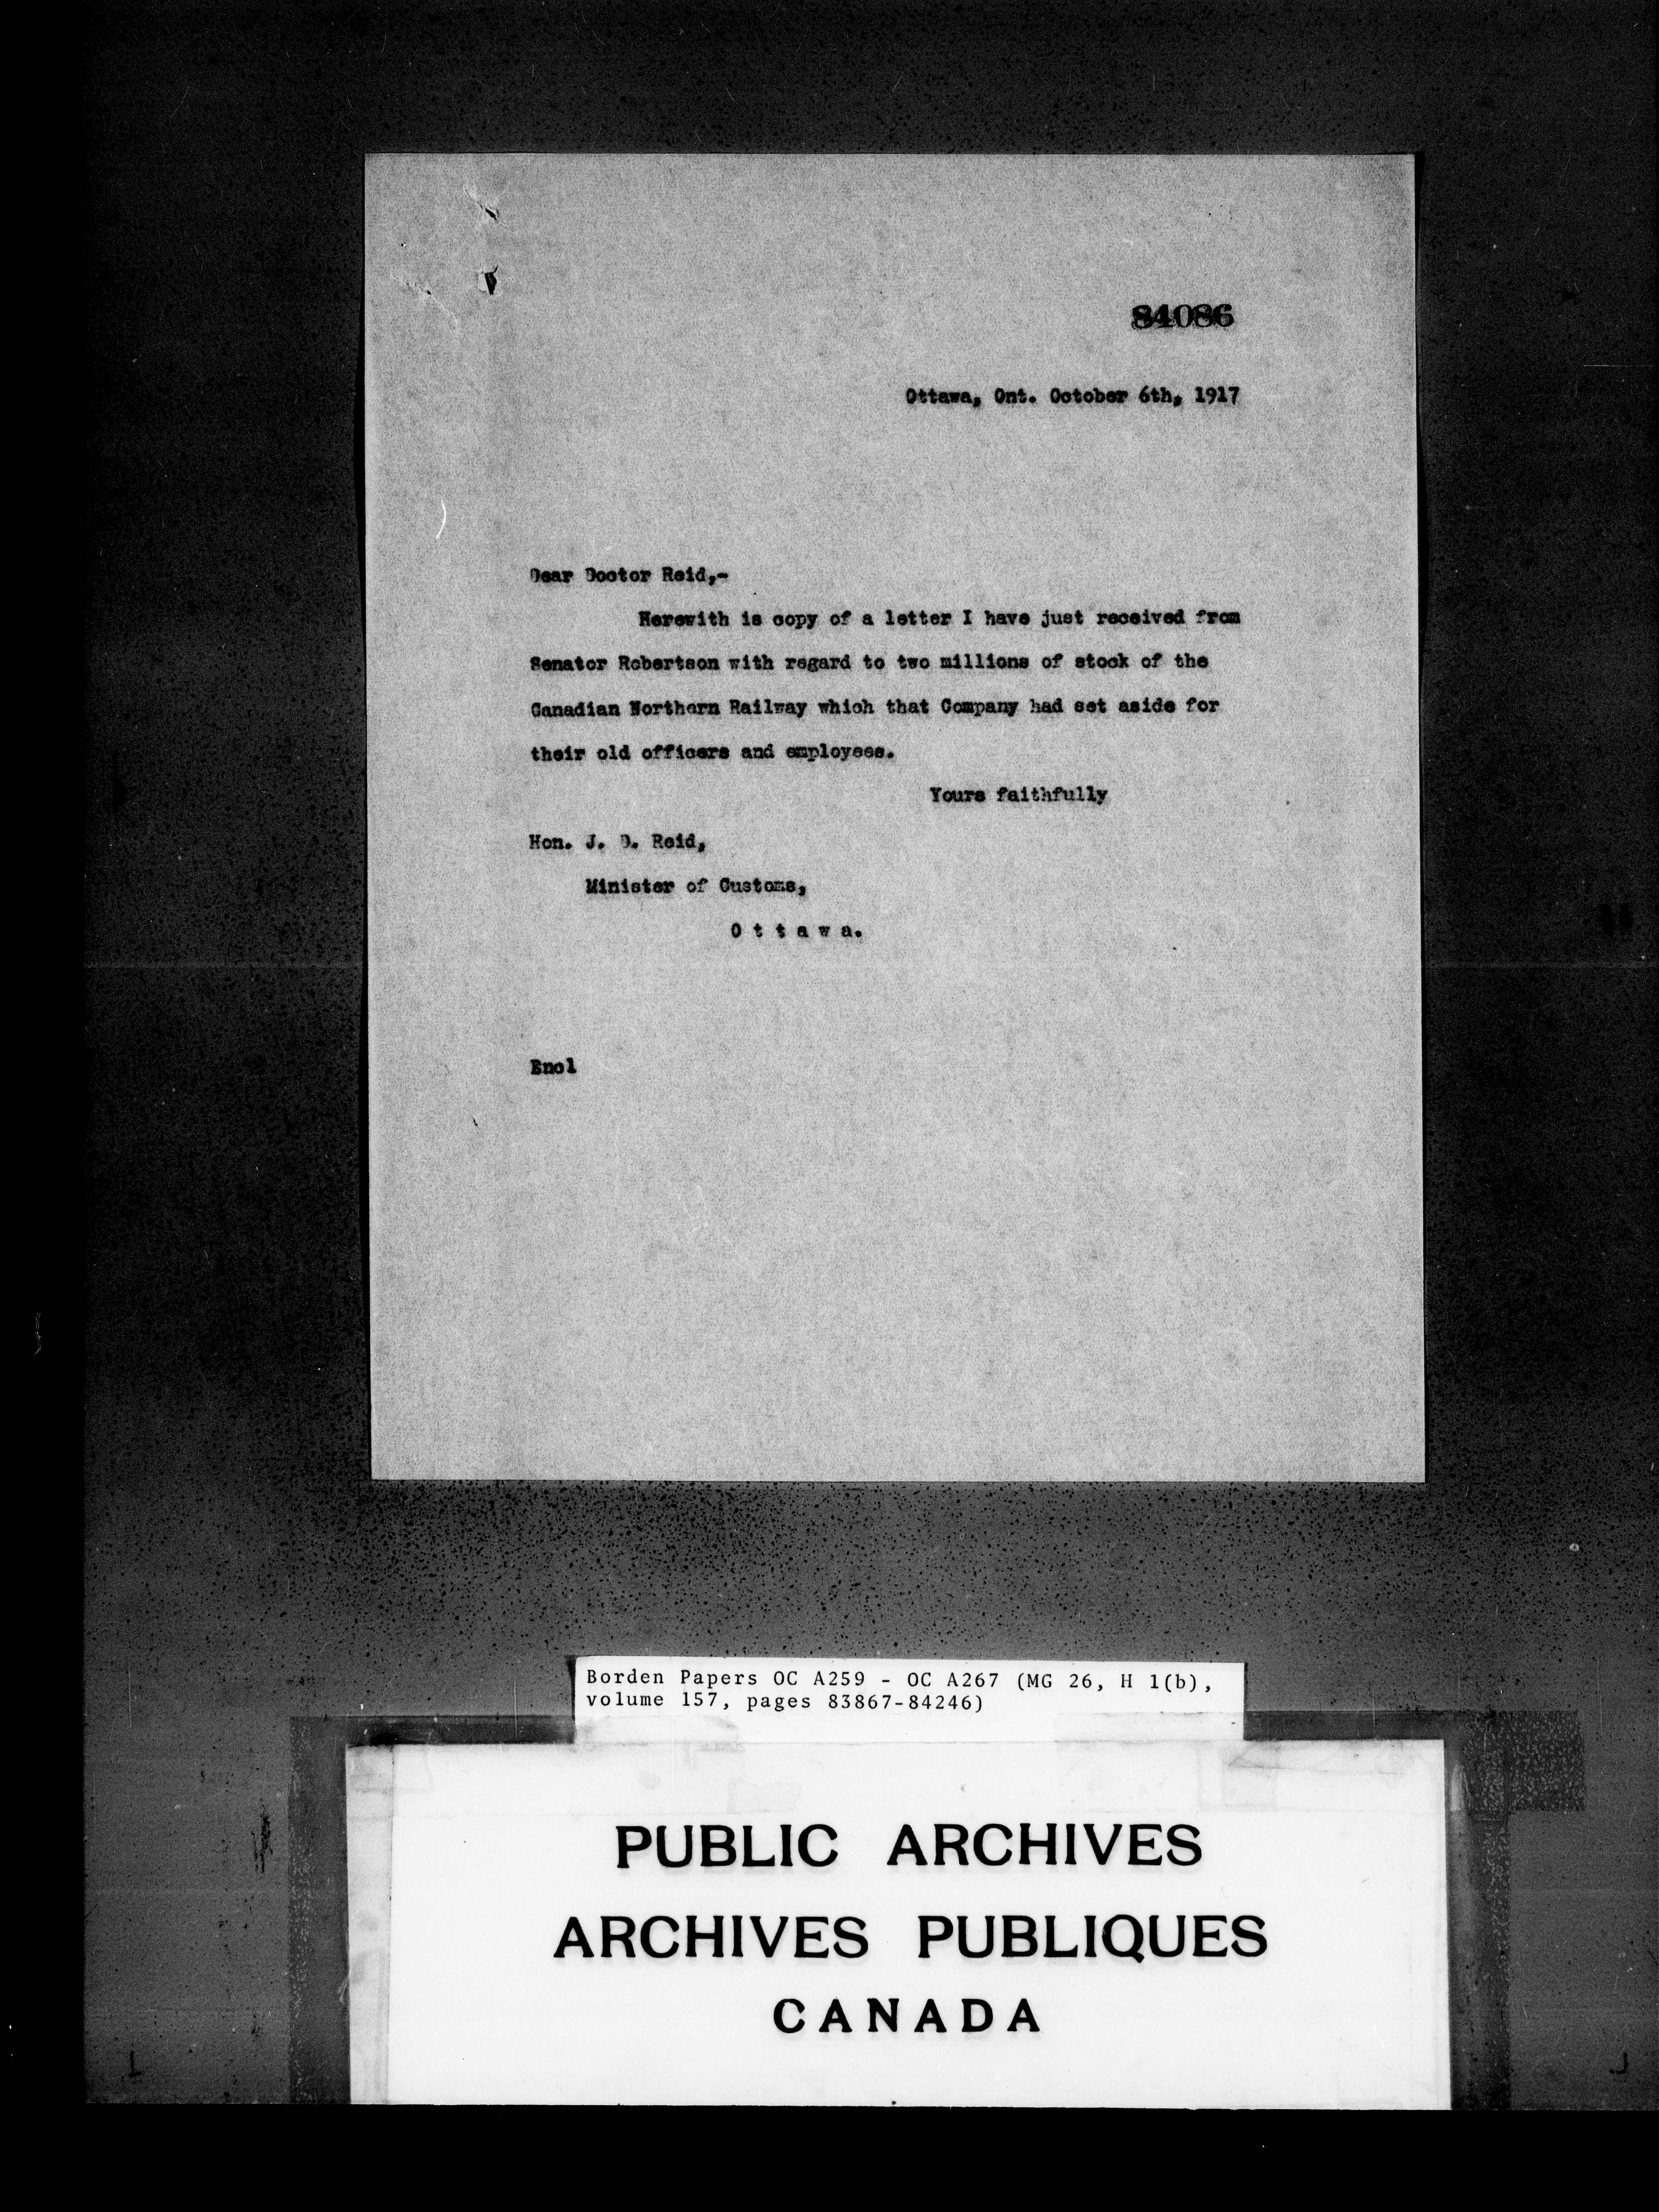 84086
Ottawa, Ont. October 6th, 1917
Dear Doctor Reid,-
Herewith is copy of a letter I have just received from
Senator Robertson with regard to two millions of stock of the
Canadian Northern Railway which that Company had set aside for
their old officers and employees.
Yours faithfully
Hon. J. D. Reid,
Minister of Customs,
O t t a w a.
Encl
Borden Papers OC A259 - OC A267 (MG 26, H 1(b),
volume 157, pages 83867-84246)
PUBLIC ARCHIVES
ARCHIVES PUBLIQUES
CANADA